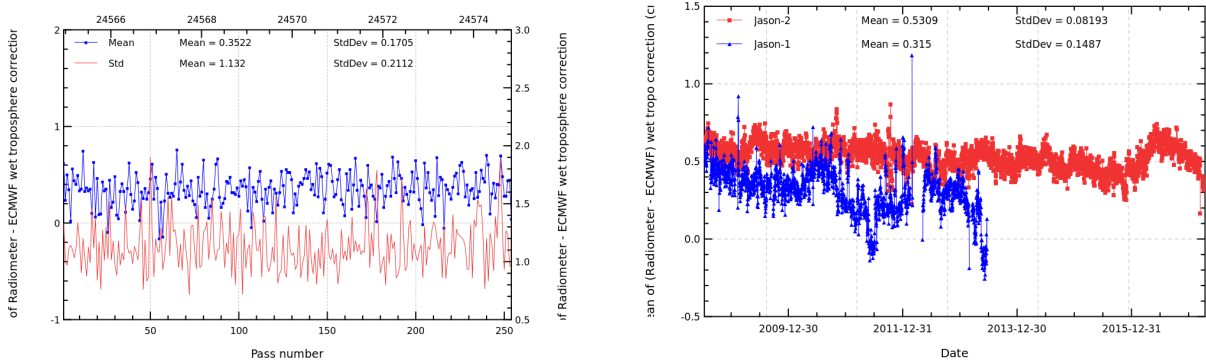 24566 24568 24570 24572 24574
2 3.0
Mean Mean = 0.3522 StdDev = 0.1705
Std Mean = 1.132 StdDev = 0.2112
2.5
1 2.0
0 1.5
1.0
-1 0.5
50 100 150 200 250
Pass number
of Radiometer - ECMWF wet troposphere correction
of Radiometer - ECMWF wet troposphere correction
1.5
Jason-2 Mean = 0.5309 StdDev = 0.08193
Jason-1 Mean = 0.315 StdDev = 0.1487
1.0
0.5
0.0
-0.5
2009-12-30 2011-12-31 2013-12-30 2015-12-31
Date
of (Radiometer - ECMWF) wet tropo correction